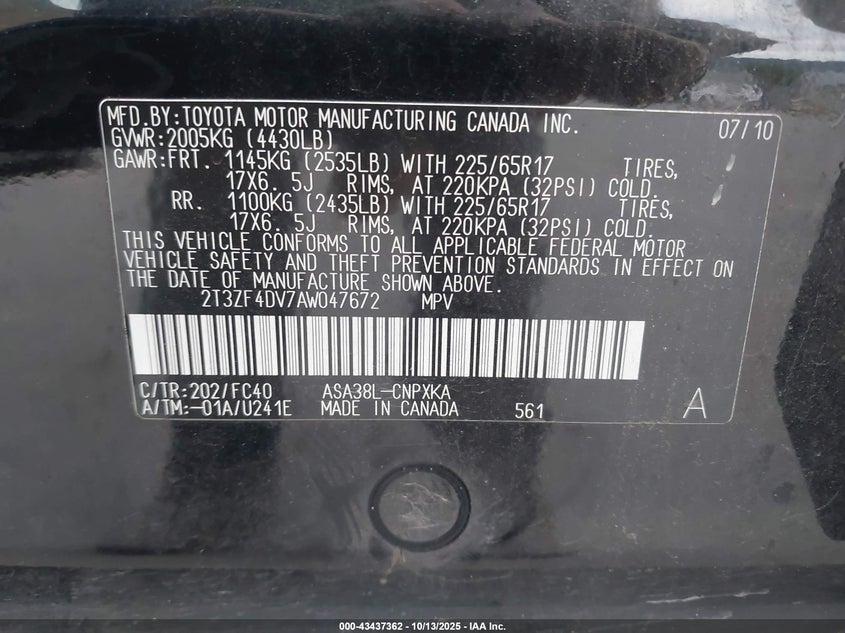 MFD.BY:TOYOTA MOTOR MANUFACTURING CANADA INC. 07/10
GVWR:2005KG (4430LB)
GAWR:FRT. 1145KG (2535LB) WITH 225/65R17 TIRES,
17X6. 5J RIMS, AT 220KPA (32PSI) COLD.
RR. 1100KG (2435LB) WITH 225/65R17 TIRES,
17X6. 5J RIMS, AT 220KPA (32PSI) COLD.
THIS VEHICLE CONFORMS TO ALL APPLICABLE FEDERAL MOTOR
VEHICLE SAFETY AND THEFT PREVENTION STANDARDS IN EFFECT ON
THE DATE OF MANUFACTURE SHOWN ABOVE.
2T3ZF4DV7AW047672 MPV
C/TR:202/FC40 ASA38L-CNPXKA
A/TM:-01A/U241E MADE IN CANADA 561 A
000-43437362 | 10/13/2025 - IAA Inc.